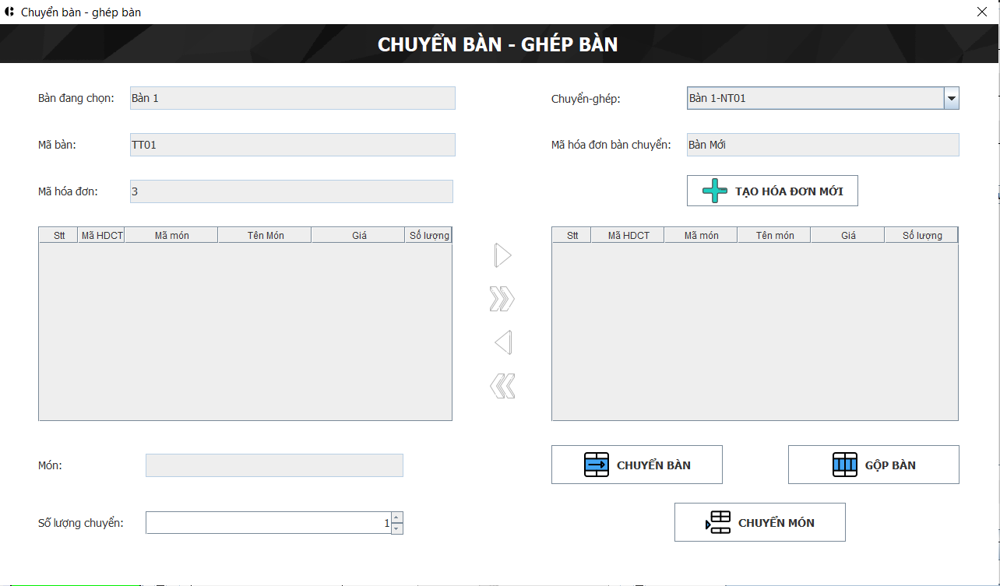 Chuyển bàn - ghép bàn
CHUYỂN BÀN - GHÉP BÀN
Bàn đang chọn: Bàn 1
Chuyển-ghép: Bàn 1-NT01
Mã bàn: TT01
Mã hóa đơn bàn chuyển: Bàn Mới
Mã hóa đơn: 3
TẠO HÓA ĐƠN MỚI
Stt Mã HDCT Mã món Tên Món Giá Số lượng
Stt Mã HDCT Mã món Tên món Giá Số lượng
Món:
CHUYỂN BÀN
GỘP BÀN
Số lượng chuyển: 1
CHUYỂN MÓN